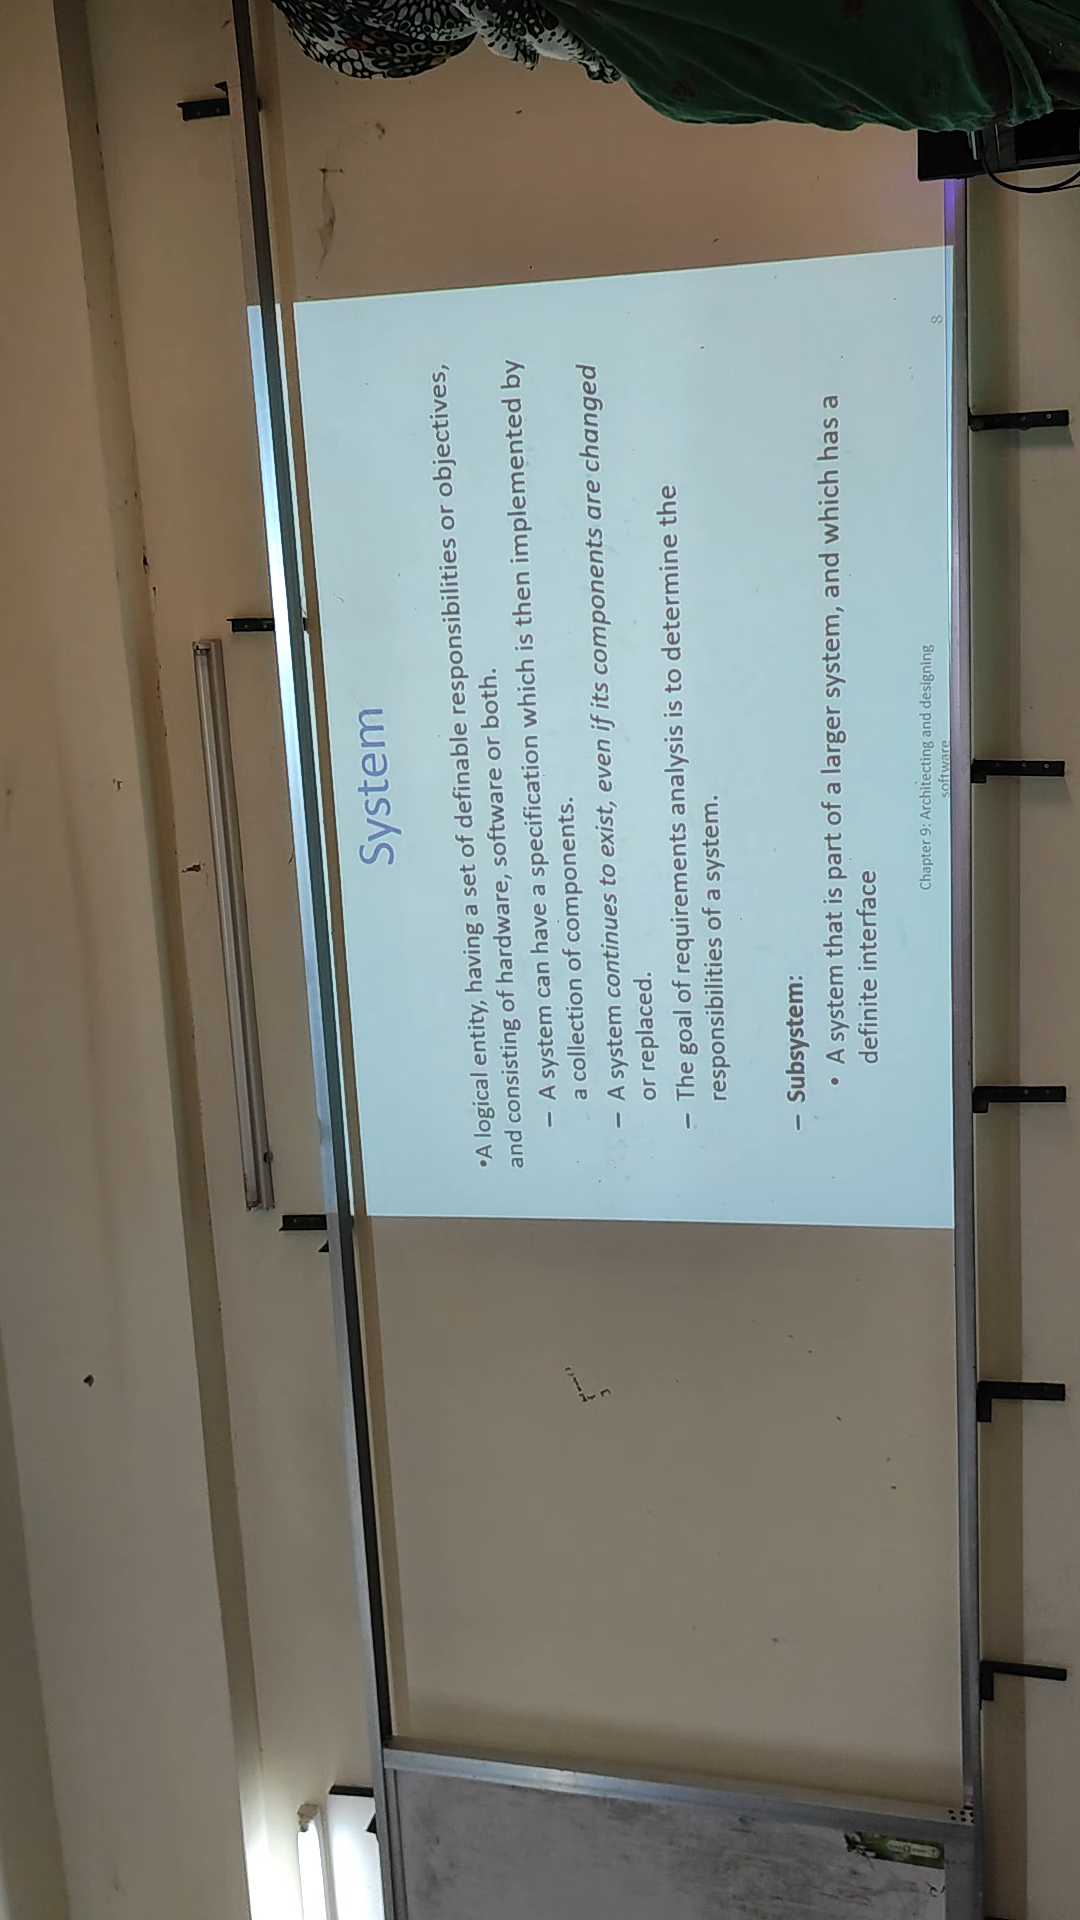 System
•A logical entity, having a set of definable responsibilities or objectives,
and consisting of hardware, software or both.
– A system can have a specification which is then implemented by
a collection of components.
– A system continues to exist, even if its components are changed
or replaced.
– The goal of requirements analysis is to determine the
responsibilities of a system.
– Subsystem:
• A system that is part of a larger system, and which has a
definite interface
Chapter 9: Architecting and designing
software
8